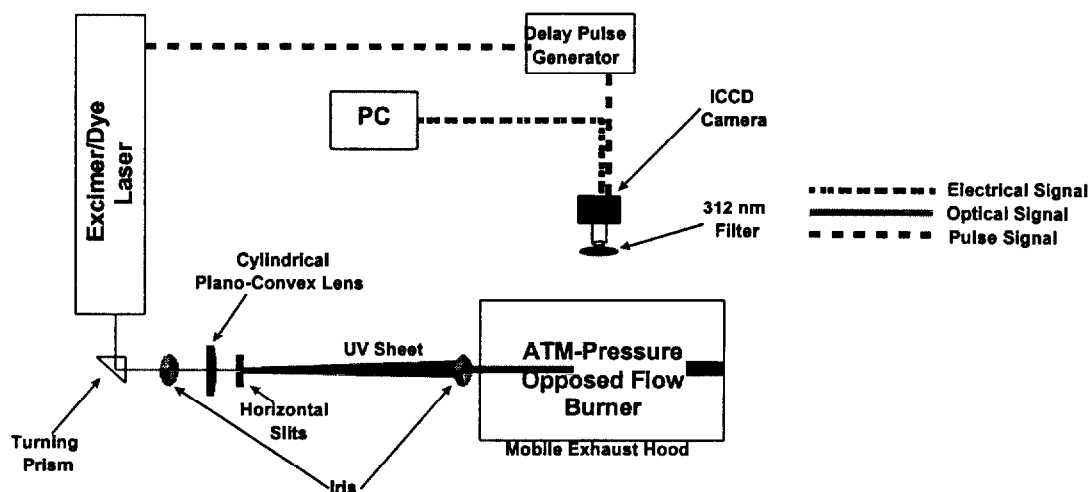 Delay Pulse
Generator
Excimer/Dye
Laser
PC
ICCD
Camera
312 nm
Filter
Electrical Signal
Optical Signal
Pulse Signal
Cylindrical
Plano-Convex Lens
UV Sheet
ATM-Pressure
Opposed Flow
Burner
Horizontal
Slits
Turning
Prism
Iris
Mobile Exhaust Hood